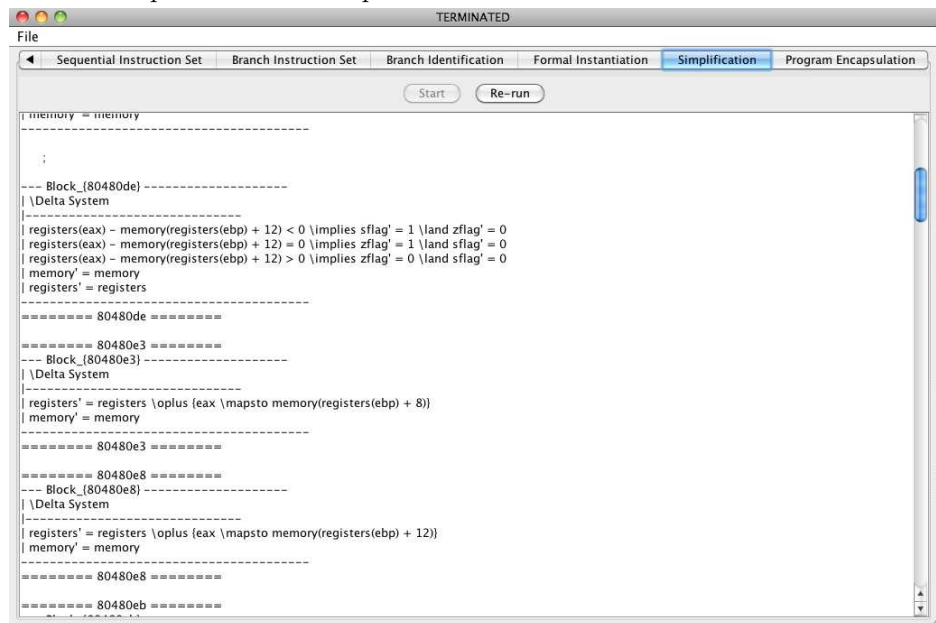 TERMINATED
File
◄ Sequential Instruction Set Branch Instruction Set Branch Identification Formal Instantiation Simplification Program Encapsulation
Start Re-run
| memory' = memory
----------------------------------------
;
--- Block_{80480de} --------------------
| \Delta System
|------------------------------
| registers(eax) - memory(registers(ebp) + 12) < 0 \implies sflag' = 1 \land zflag' = 0
| registers(eax) - memory(registers(ebp) + 12) = 0 \implies zflag' = 1 \land sflag' = 0
| registers(eax) - memory(registers(ebp) + 12) > 0 \implies zflag' = 0 \land sflag' = 0
| memory' = memory
| registers' = registers
----------------------------------------
======== 80480de ========
======== 80480e3 ========
--- Block_{80480e3} --------------------
| \Delta System
|------------------------------
| registers' = registers \oplus {eax \mapsto memory(registers(ebp) + 8)}
| memory' = memory
----------------------------------------
======== 80480e3 ========
======== 80480e8 ========
--- Block_{80480e8} --------------------
| \Delta System
|------------------------------
| registers' = registers \oplus {eax \mapsto memory(registers(ebp) + 12)}
| memory' = memory
----------------------------------------
======== 80480e8 ========
======== 80480eb ========